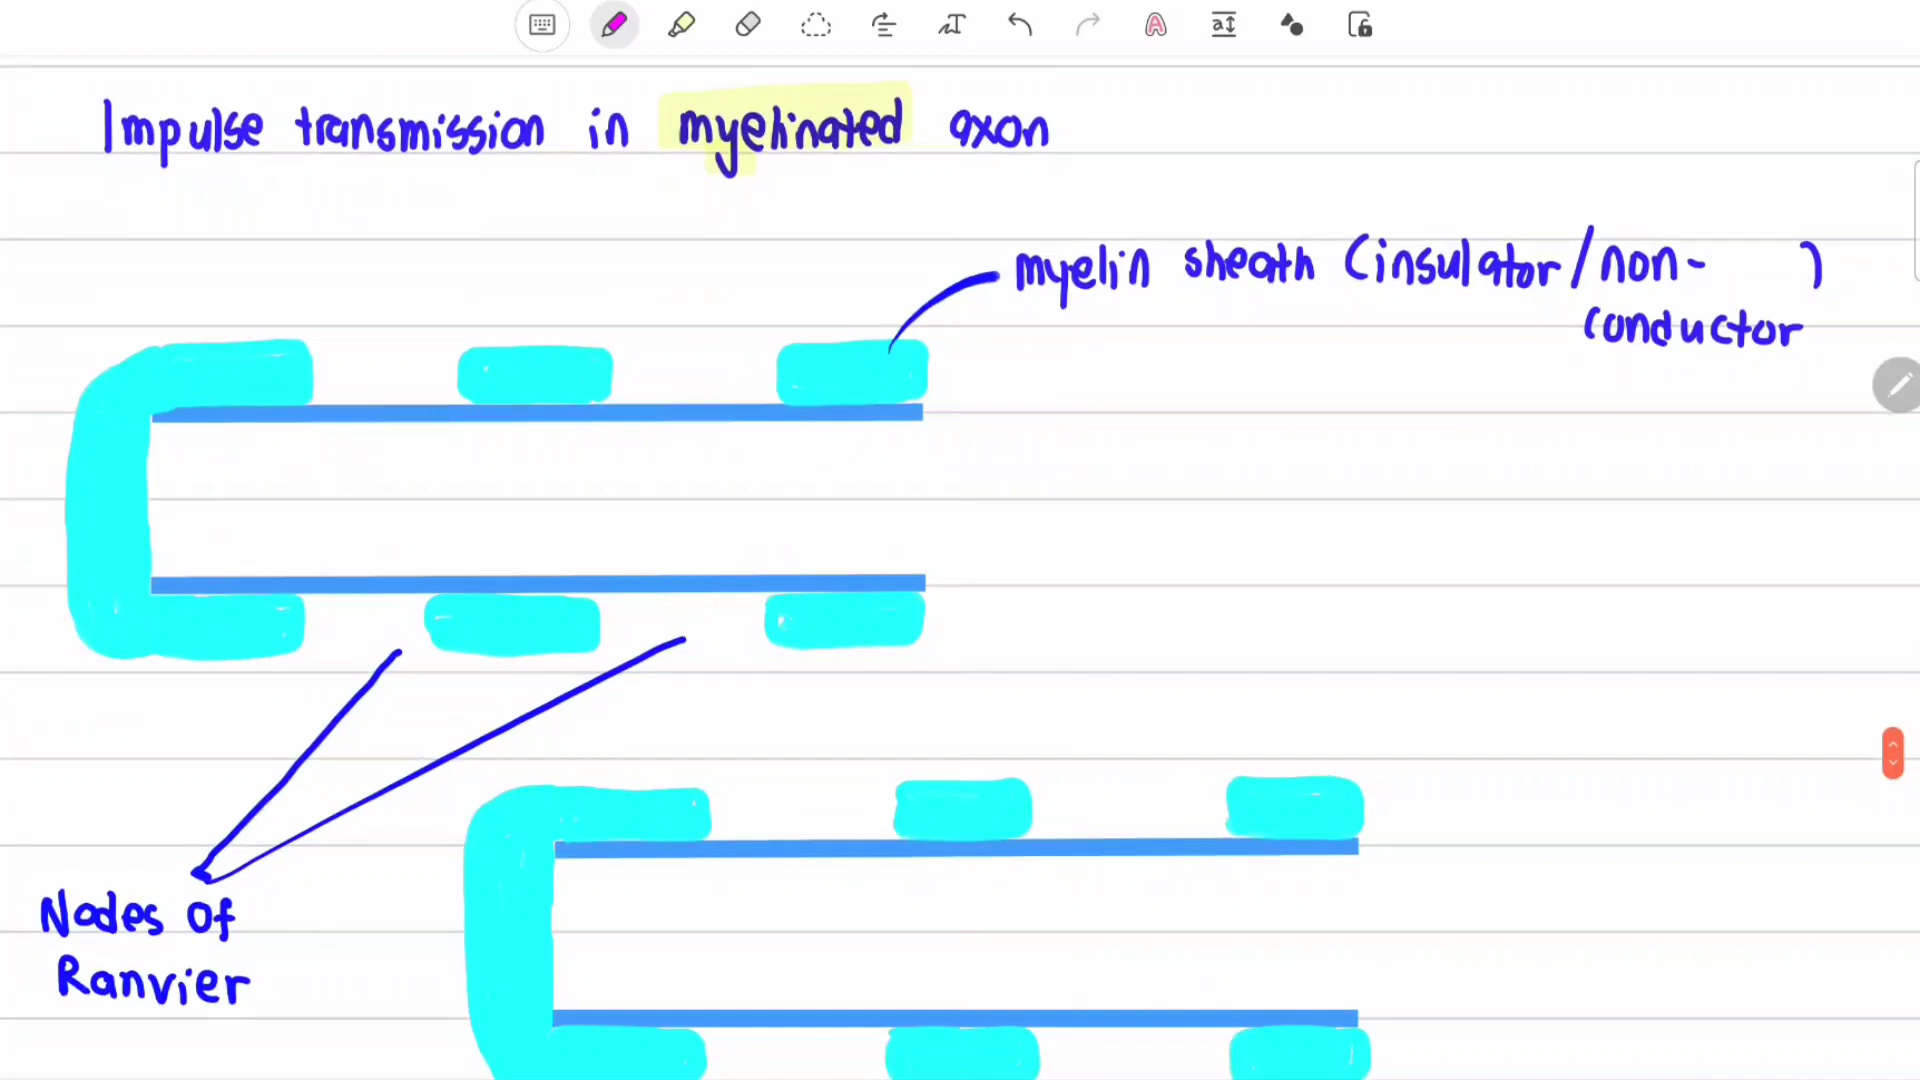 Impulse transmission in myelinated axon
myelin sheath (insulator/non- )
conductor
Nodes of
Ranvier